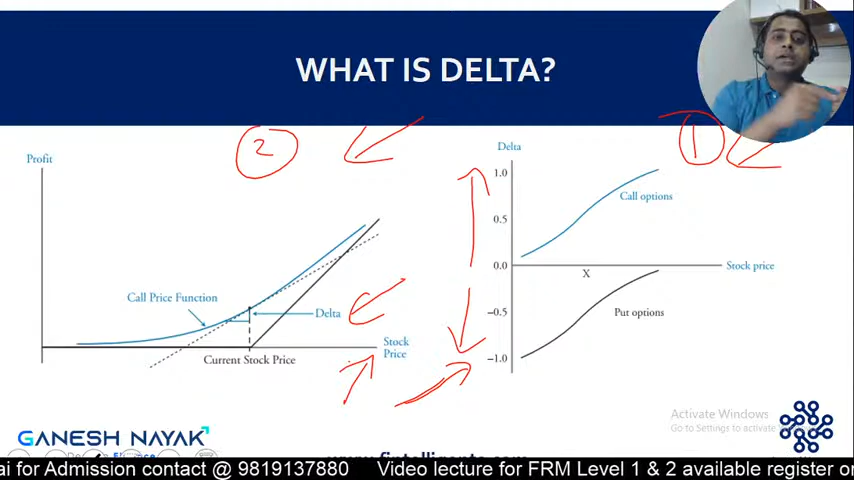 WHAT IS DELTA?
2
1
Profit
Call Price Function
Delta
Stock
Price
Current Stock Price
Delta
1.0
0.5
0.0
-0.5
-1.0
Call options
X
Stock price
Put options
Activate Windows
Go to Settings to activate
GANESH NAYAK
ai for Admission contact @ 9819137880 Video lecture for FRM Level 1 & 2 available register or